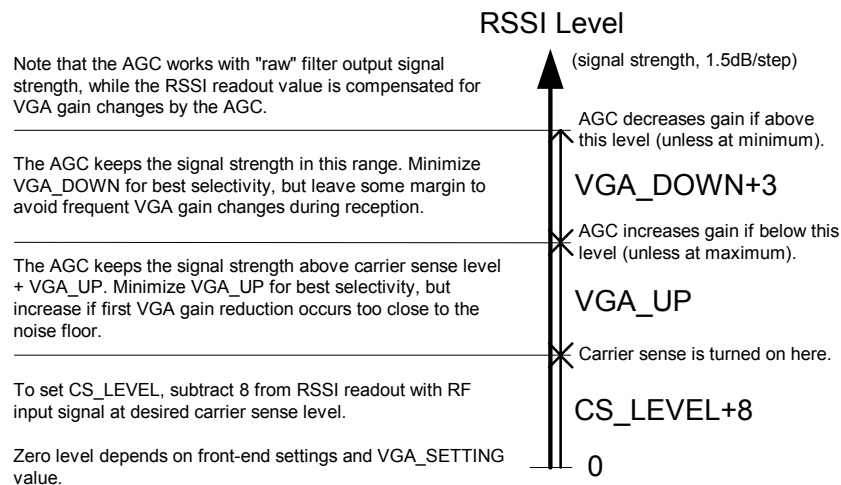 RSSI Level
(signal strength, 1.5dB/step)
Note that the AGC works with "raw" filter output signal
strength, while the RSSI readout value is compensated for
VGA gain changes by the AGC.
AGC decreases gain if above
this level (unless at minimum).
The AGC keeps the signal strength in this range. Minimize
VGA_DOWN for best selectivity, but leave some margin to
avoid frequent VGA gain changes during reception.
VGA_DOWN+3
AGC increases gain if below this
level (unless at maximum).
The AGC keeps the signal strength above carrier sense level
+ VGA_UP. Minimize VGA_UP for best selectivity, but
increase if first VGA gain reduction occurs too close to the
noise floor.
VGA_UP
Carrier sense is turned on here.
To set CS_LEVEL, subtract 8 from RSSI readout with RF
input signal at desired carrier sense level.
CS_LEVEL+8
Zero level depends on front-end settings and VGA_SETTING
value.
0